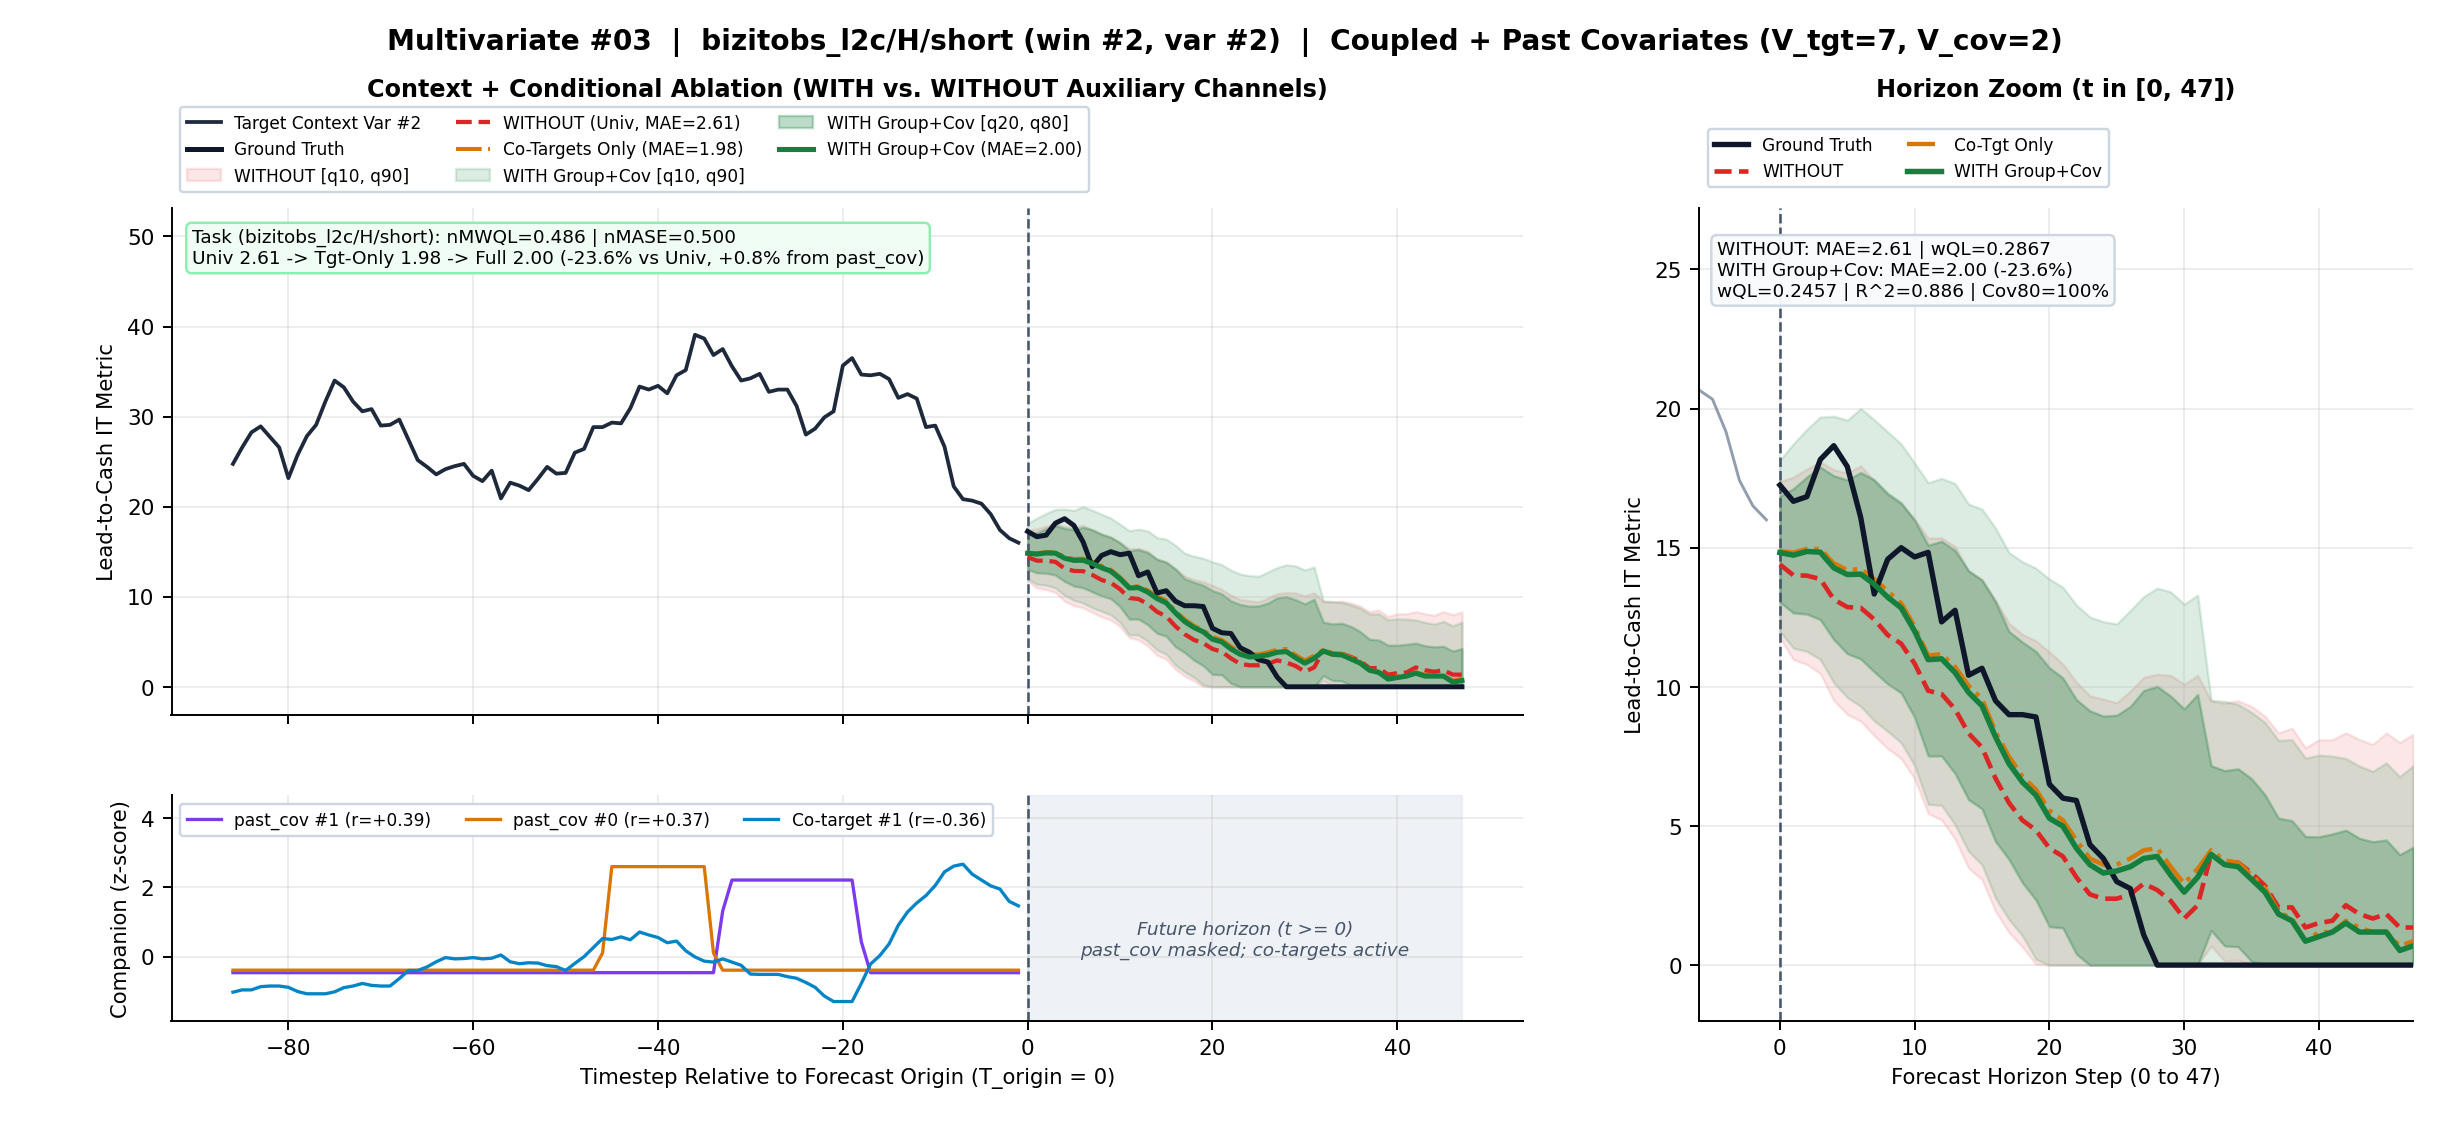 Multivariate #03 | bizitobs_l2c/H/short (win #2, var #2) | Coupled + Past Covariates (V_tgt=7, V_cov=2)
Context + Conditional Ablation (WITH vs. WITHOUT Auxiliary Channels)
Target Context Var #2
Ground Truth
WITHOUT [q10, q90]
WITHOUT (Univ, MAE=2.61)
Co-Targets Only (MAE=1.98)
WITH Group+Cov [q10, q90]
WITH Group+Cov [q20, q80]
WITH Group+Cov (MAE=2.00)
Task (bizitobs_l2c/H/short): nMWQL=0.486 | nMASE=0.500
Univ 2.61 -> Tgt-Only 1.98 -> Full 2.00 (-23.6% vs Univ, +0.8% from past_cov)
Lead-to-Cash IT Metric
50
40
30
20
10
0
past_cov #1 (r=+0.39)
past_cov #0 (r=+0.37)
Co-target #1 (r=-0.36)
Companion (z-score)
4
2
0
Future horizon (t >= 0)
past_cov masked; co-targets active
−80
−60
−40
−20
0
20
40
Timestep Relative to Forecast Origin (T_origin = 0)
Horizon Zoom (t in [0, 47])
Ground Truth
WITHOUT
Co-Tgt Only
WITH Group+Cov
WITHOUT: MAE=2.61 | wQL=0.2867
WITH Group+Cov: MAE=2.00 (-23.6%)
wQL=0.2457 | R^2=0.886 | Cov80=100%
Lead-to-Cash IT Metric
25
20
15
10
5
0
0
10
20
30
40
Forecast Horizon Step (0 to 47)